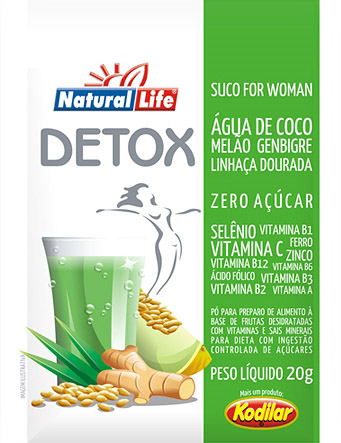 Natural Life®
DETOX
SUCO FOR WOMAN
ÁGUA DE COCO
MELÃO GENBIGRE
LINHAÇA DOURADA
ZERO AÇÚCAR
SELÊNIO VITAMINA B1
VITAMINA C FERRO
ZINCO
VITAMINA B12 VITAMINA B6
ÁCIDO FÓLICO VITAMINA B3
VITAMINA B2 VITAMINA A
PÓ PARA PREPARO DE ALIMENTO À
BASE DE FRUTAS DESIDRATADAS
COM VITAMINAS E SAIS MINERAIS
PARA DIETA COM INGESTÃO
CONTROLADA DE AÇUCARES
PESO LÍQUIDO 20g
Mais um produto:
Kodilar
IMAGEM ILUSTRATIVA